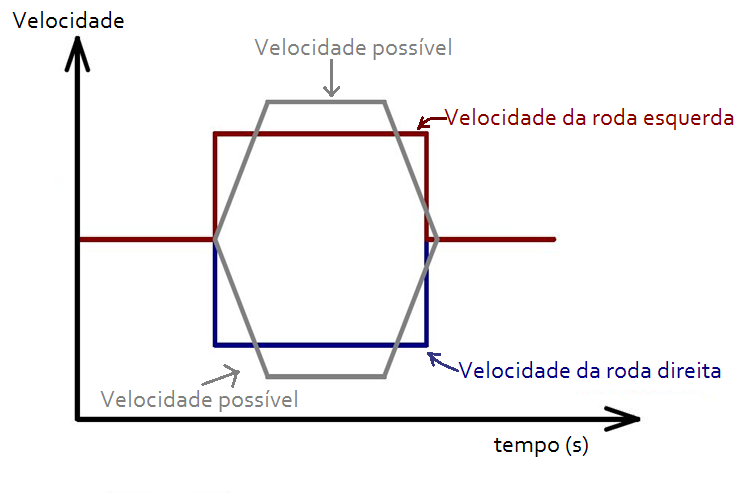 Velocidade
Velocidade possível
Velocidade da roda esquerda
Velocidade da roda direita
Velocidade possível
tempo (s)